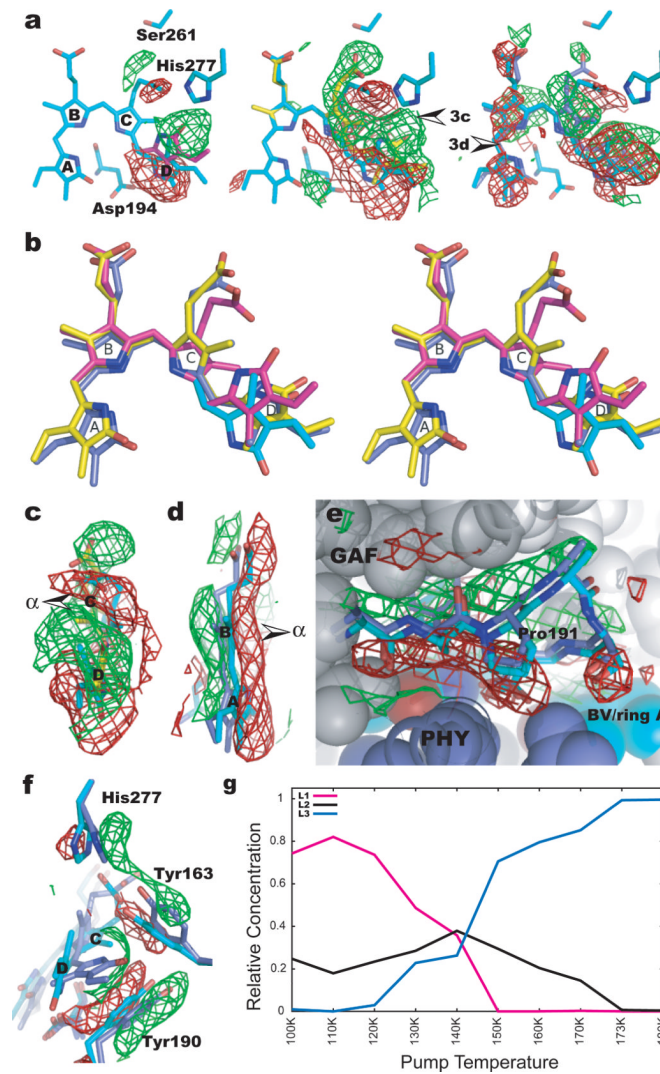 a
Ser261
His277
B
C
A
D
Asp194
3c
3d
b
B
C
A
D
B
C
A
D
c
C
α
D
d
B
α
A
e
GAF
Pro191
PHY
BV/ring A
f
His277
Tyr163
C
D
Tyr190
g
L1
L2
L3
Relative Concentration
1
0.8
0.6
0.4
0.2
0
100K
110K
120K
130K
140K
150K
160K
170K
173K
Pump Temperature